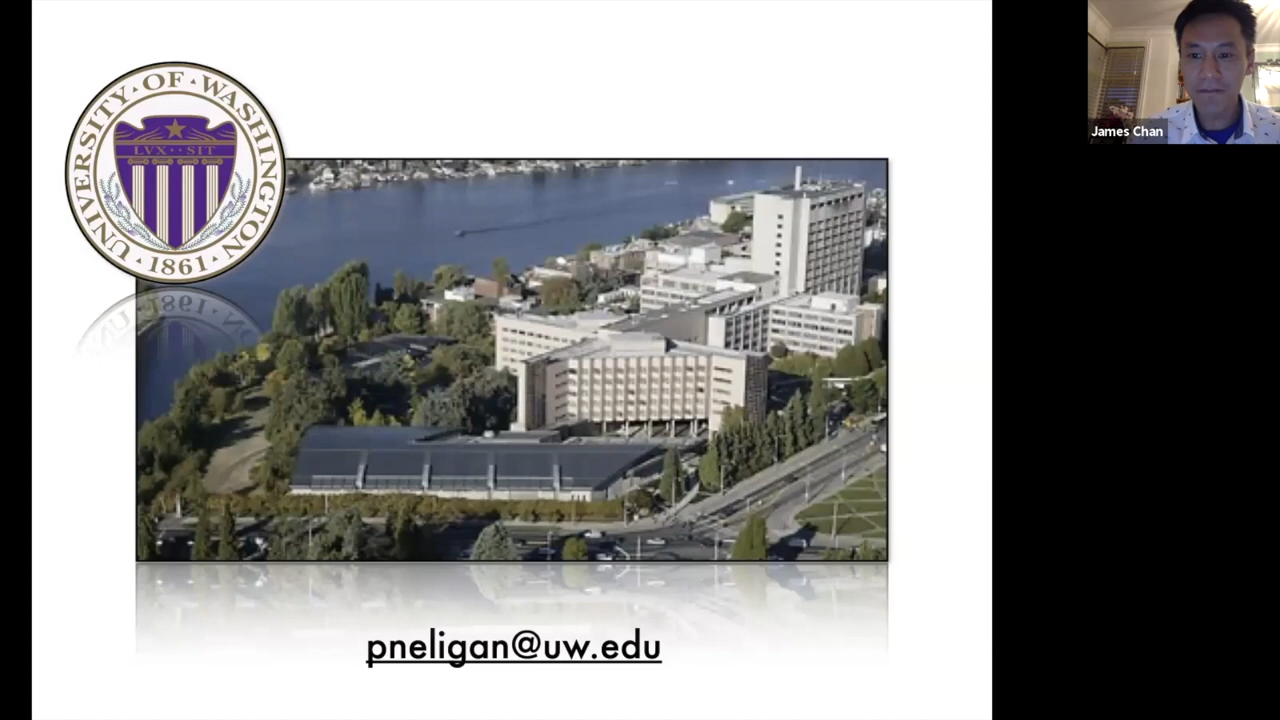 UNIVERSITY · OF · WASHINGTON
LVX · · SIT
· 1861 ·
James Chan
pneligan@uw.edu